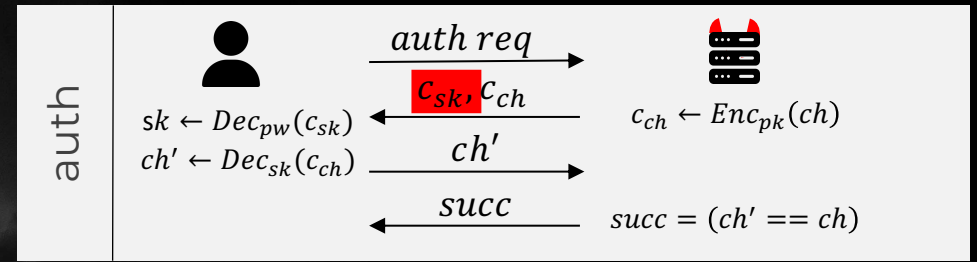 auth
auth req
c_sk, c_ch
sk ← Dec_pw(c_sk)
c_ch ← Enc_pk(ch)
ch′ ← Dec_sk(c_ch)
ch′
succ
succ = (ch′ == ch)